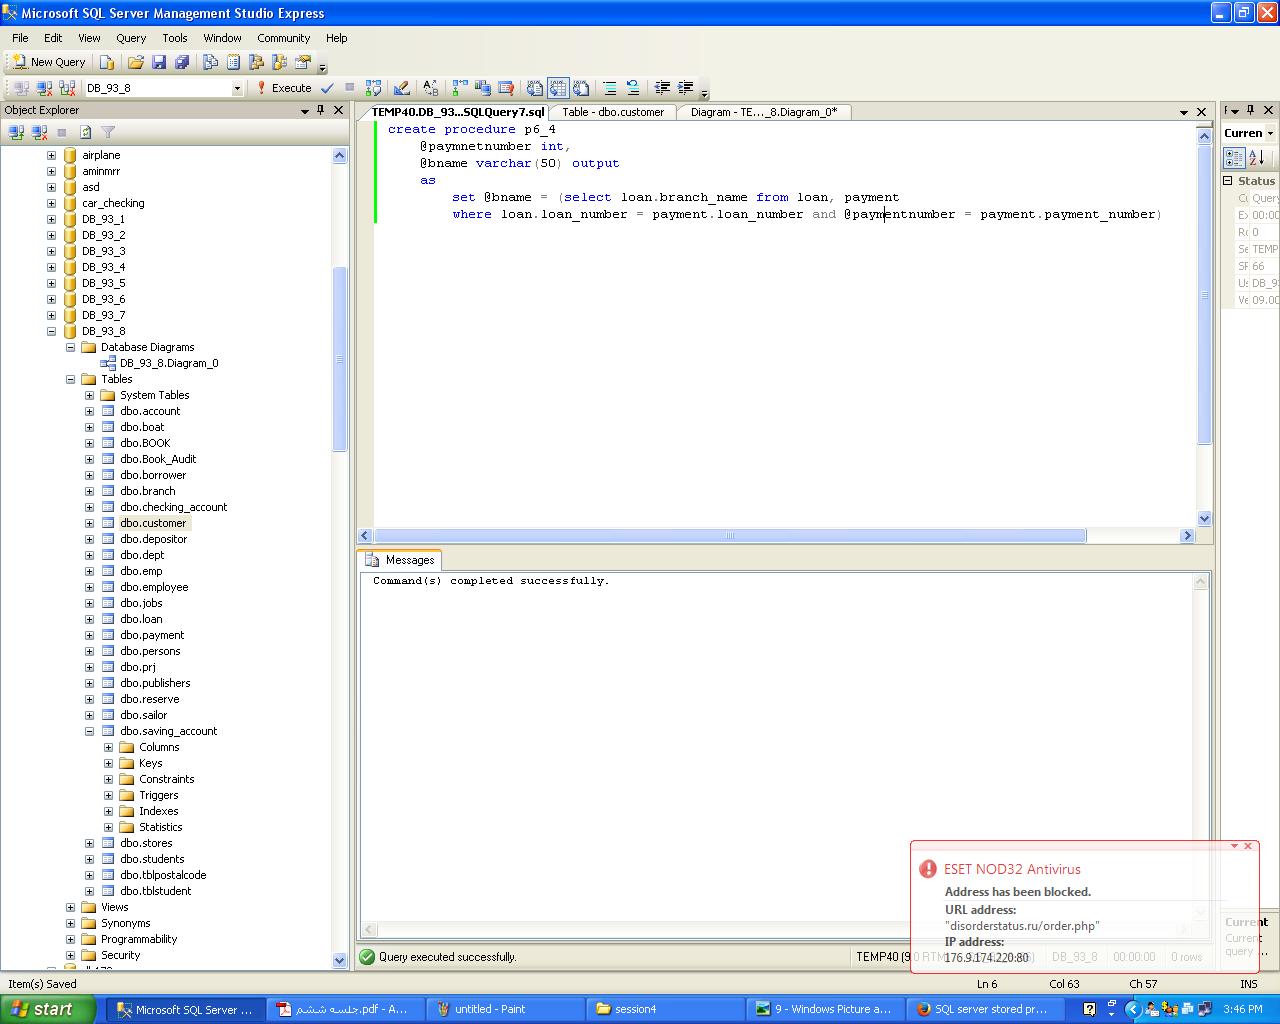 Microsoft SQL Server Management Studio Express
File Edit View Query Tools Window Community Help
New Query
DB_93_8 Execute
Object Explorer
TEMP40.DB_93...SQLQuery7.sql Table - dbo.customer Diagram - TE..._8.Diagram_0*
airplane
aminmrr
asd
car_checking
DB_93_1
DB_93_2
DB_93_3
DB_93_4
DB_93_5
DB_93_6
DB_93_7
DB_93_8
Database Diagrams
DB_93_8.Diagram_0
Tables
System Tables
dbo.account
dbo.boat
dbo.BOOK
dbo.Book_Audit
dbo.borrower
dbo.branch
dbo.checking_account
dbo.customer
dbo.depositor
dbo.dept
dbo.emp
dbo.employee
dbo.jobs
dbo.loan
dbo.payment
dbo.persons
dbo.prj
dbo.publishers
dbo.reserve
dbo.sailor
dbo.saving_account
Columns
Keys
Constraints
Triggers
Indexes
Statistics
dbo.stores
dbo.students
dbo.tblpostalcode
dbo.tblstudent
Views
Synonyms
Programmability
Security
create procedure p6_4
@paymnetnumber int,
@bname varchar(50) output
as
set @bname = (select loan.branch_name from loan, payment
where loan.loan_number = payment.loan_number and @paymentnumber = payment.payment_number)
Messages
Command(s) completed successfully.
Query executed successfully.
TEMP40 (9.0 RTM
DB_93_8 00:00:00 0 rows
Curren
Status
Query
00:00
0
TEMP
66
DB_9
09.00
Current
Current
query ...
ESET NOD32 Antivirus
Address has been blocked.
URL address:
"disorderstatus.ru/order.php"
IP address:
176.9.174.220:80
Item(s) Saved Ln 6 Col 63 Ch 57 INS
start Microsoft SQL Server ... جلسه ششم.pdf - A... untitled - Paint session4 9 - Windows Picture a... SQL server stored pr... 3:46 PM